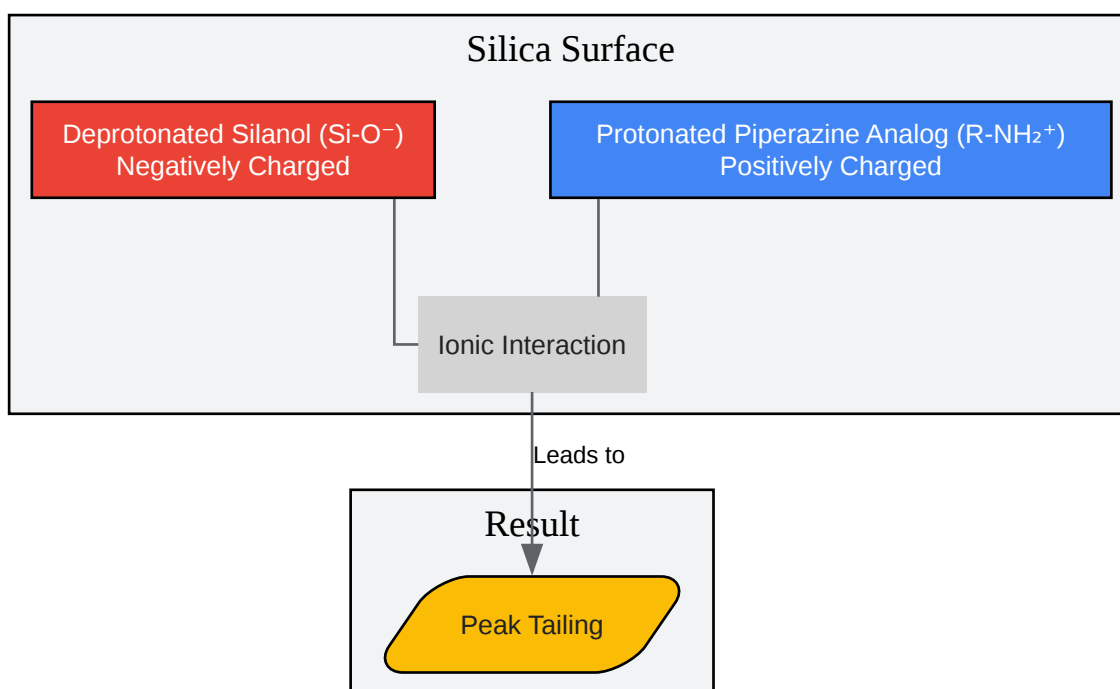 Silica Surface
Deprotonated Silanol (Si-O⁻)
Negatively Charged
Protonated Piperazine Analog (R-NH₂⁺)
Positively Charged
Ionic Interaction
Leads to
Result
Peak Tailing